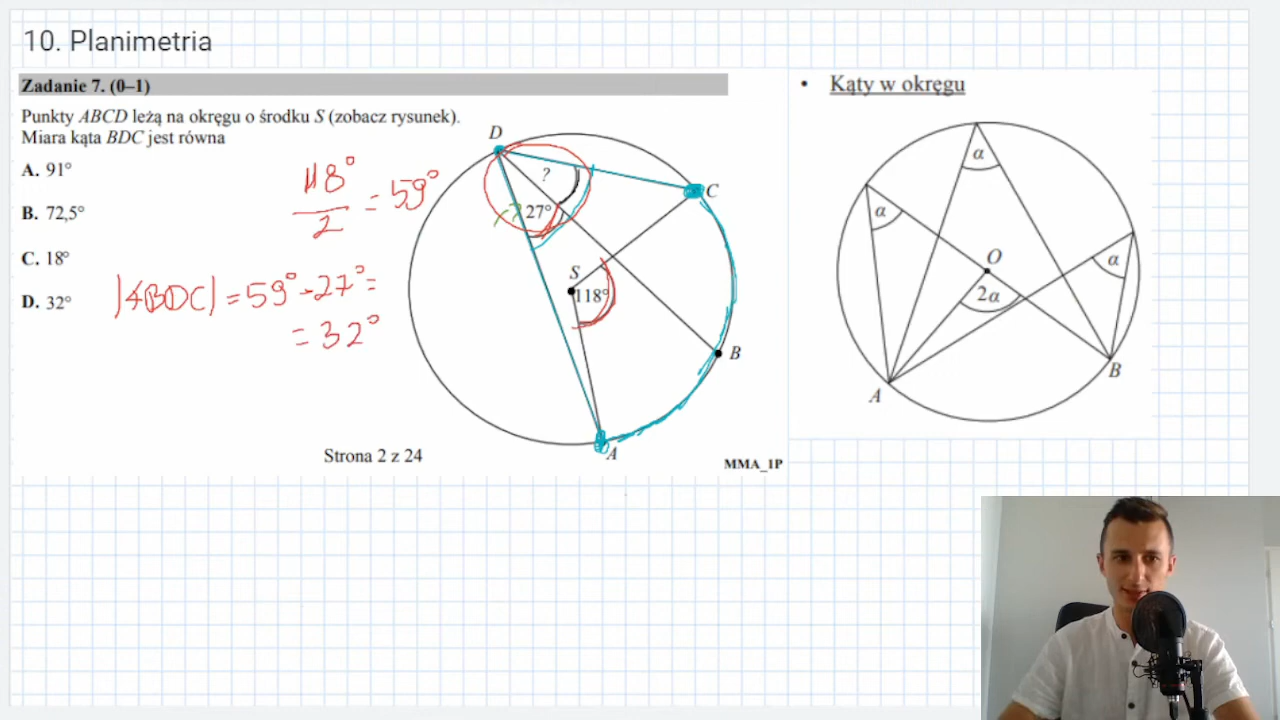 10. Planimetria
Zadanie 7. (0–1)
Punkty ABCD leżą na okręgu o środku S (zobacz rysunek).
Miara kąta BDC jest równa
A. 91°
B. 72,5°
C. 18°
D. 32°
118°
2
= 59°
|∢BDC| = 59° - 27° =
= 32°
D
?
27°
C
S
118°
B
A
Strona 2 z 24
MMA_1P
• Kąty w okręgu
α
α
α
O
2α
A
B